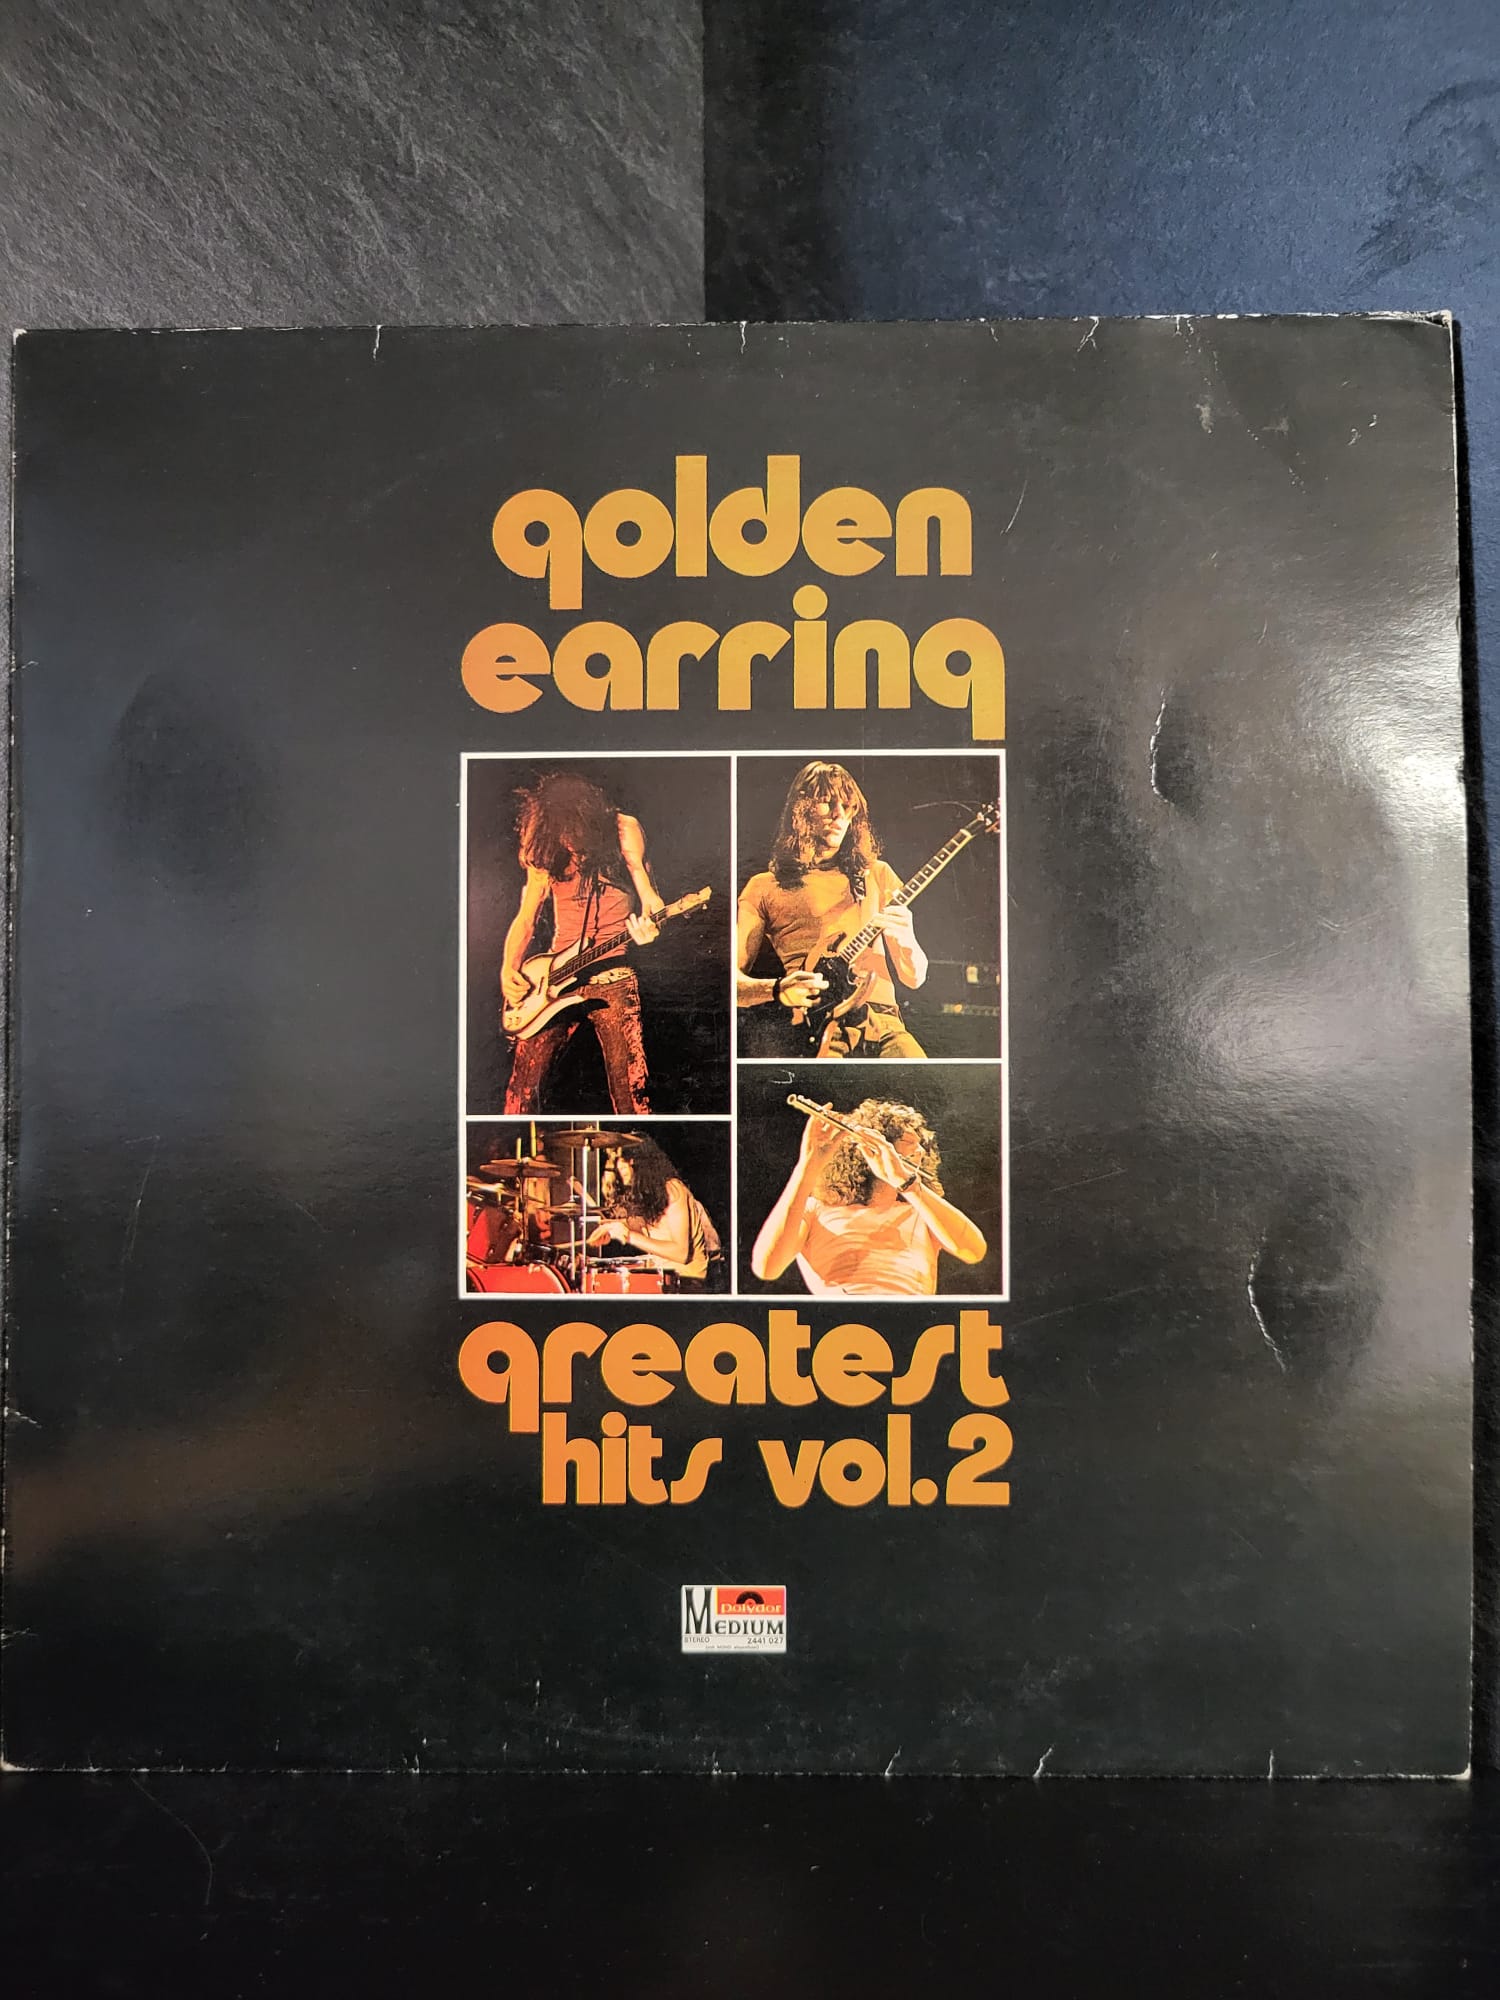 golden
earring
greatest
hits vol.2
polydor
MEDIUM
STEREO 2441 027